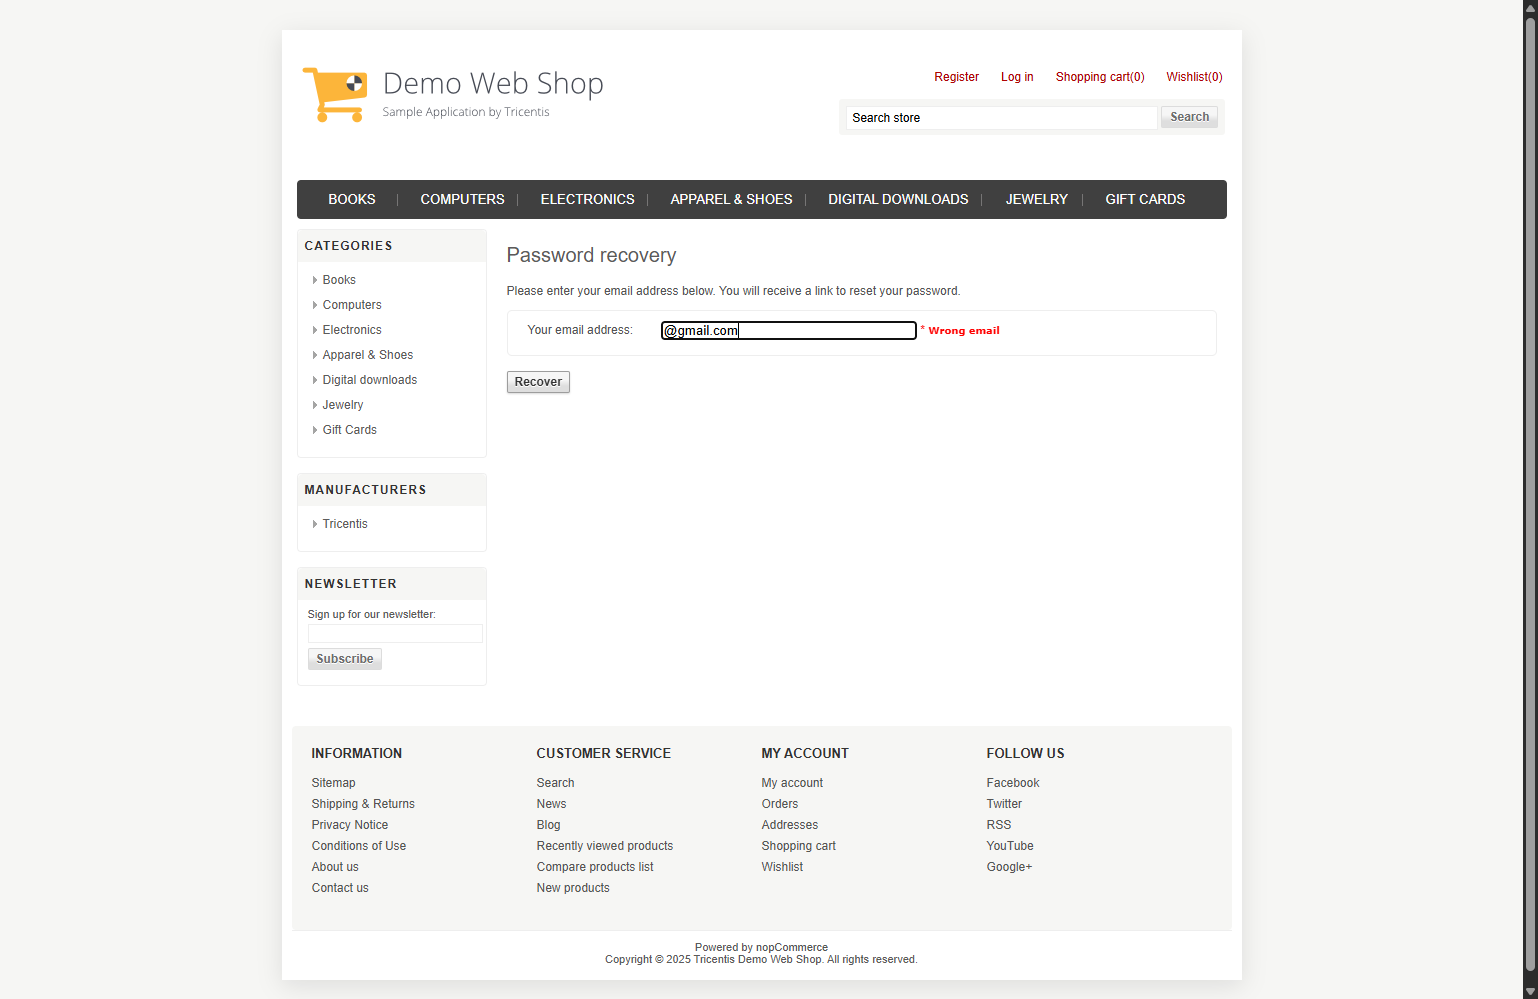 Demo Web Shop
Sample Application by Tricentis
Register Log in Shopping cart(0) Wishlist(0)
Search store Search
BOOKS COMPUTERS ELECTRONICS APPAREL & SHOES DIGITAL DOWNLOADS JEWELRY GIFT CARDS
CATEGORIES
Books
Computers
Electronics
Apparel & Shoes
Digital downloads
Jewelry
Gift Cards
MANUFACTURERS
Tricentis
NEWSLETTER
Sign up for our newsletter:
Subscribe
Password recovery
Please enter your email address below. You will receive a link to reset your password.
Your email address: @gmail.com * Wrong email
Recover
INFORMATION
Sitemap
Shipping & Returns
Privacy Notice
Conditions of Use
About us
Contact us
CUSTOMER SERVICE
Search
News
Blog
Recently viewed products
Compare products list
New products
MY ACCOUNT
My account
Orders
Addresses
Shopping cart
Wishlist
FOLLOW US
Facebook
Twitter
RSS
YouTube
Google+
Powered by nopCommerce
Copyright © 2025 Tricentis Demo Web Shop. All rights reserved.